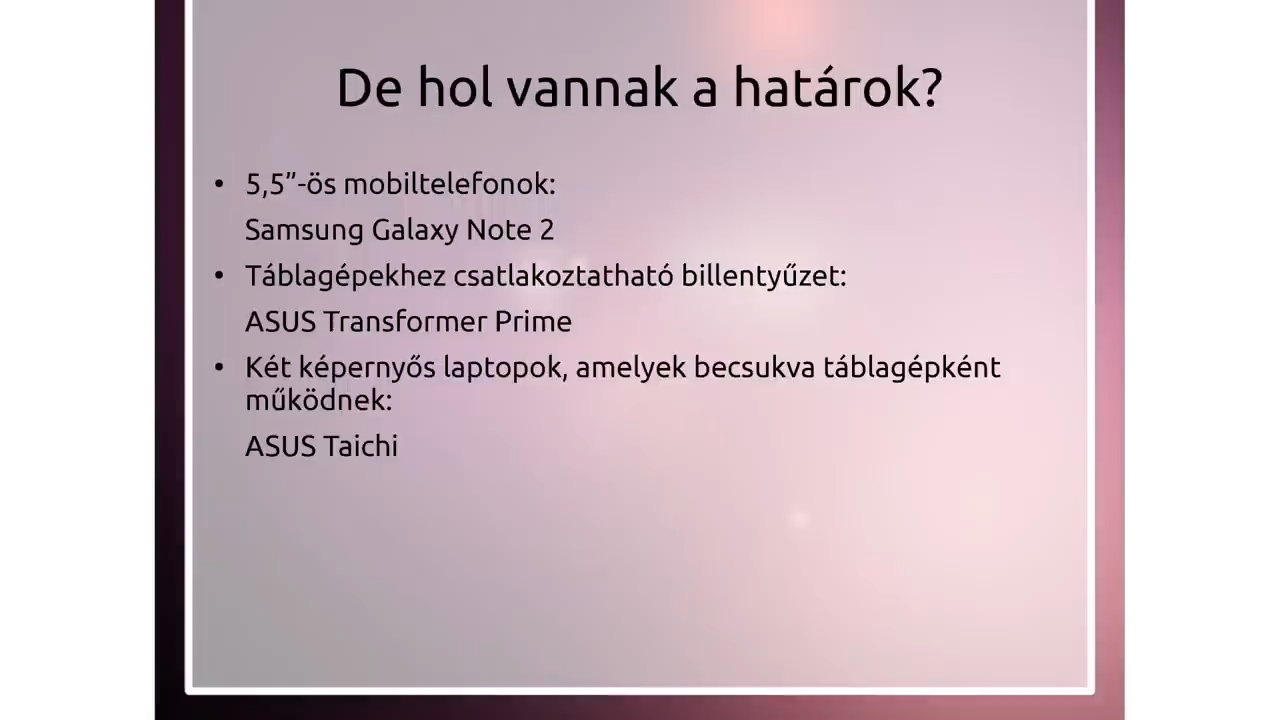 De hol vannak a határok?
• 5,5”-ös mobiltelefonok:
Samsung Galaxy Note 2
• Táblagépekhez csatlakoztatható billentyűzet:
ASUS Transformer Prime
• Két képernyős laptopok, amelyek becsukva táblagépként
működnek:
ASUS Taichi